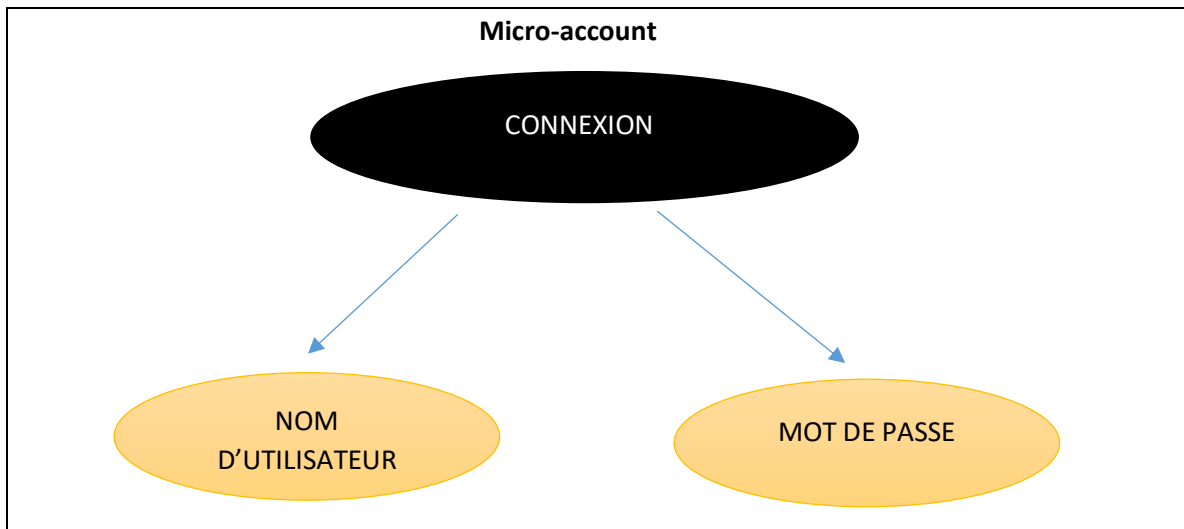 Micro-account
CONNEXION
NOM
D’UTILISATEUR
MOT DE PASSE